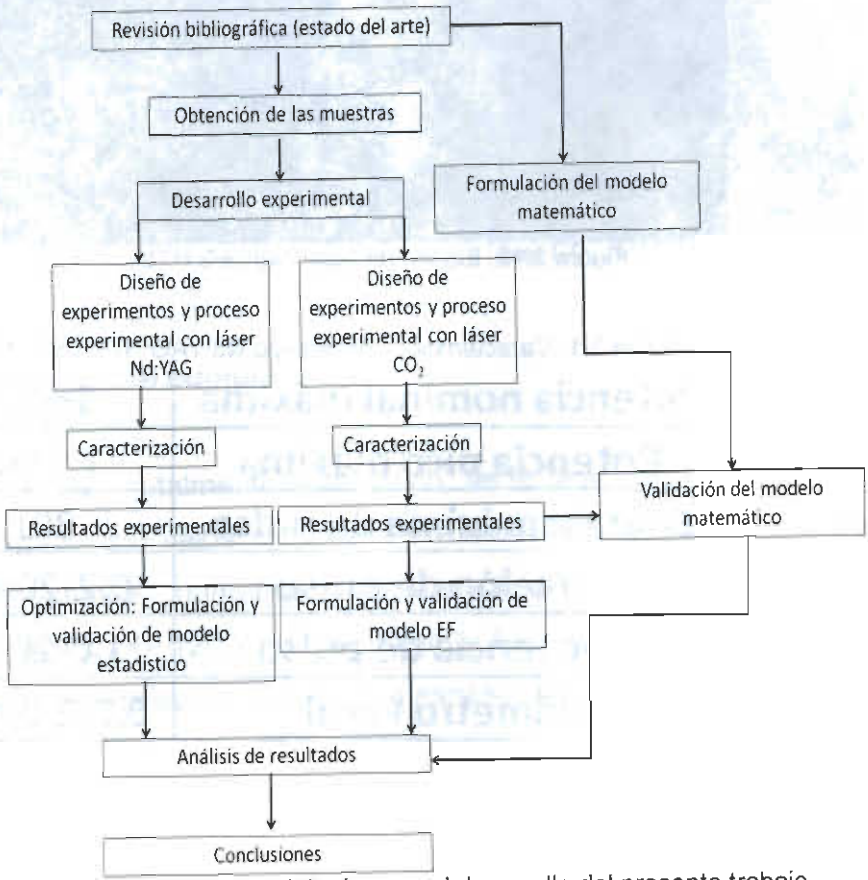 Revisión bibliográfica (estado del arte)
Obtención de las muestras
Desarrollo experimental
Formulación del modelo
matemático
Diseño de
experimentos y proceso
experimental con láser
Nd:YAG
Diseño de
experimentos y proceso
experimental con láser
CO₂
Caracterización
Caracterización
Resultados experimentales
Resultados experimentales
Validación del modelo
matemático
Optimización: Formulación y
validación de modelo
estadistico
Formulación y validación de
modelo EF
Análisis de resultados
Conclusiones